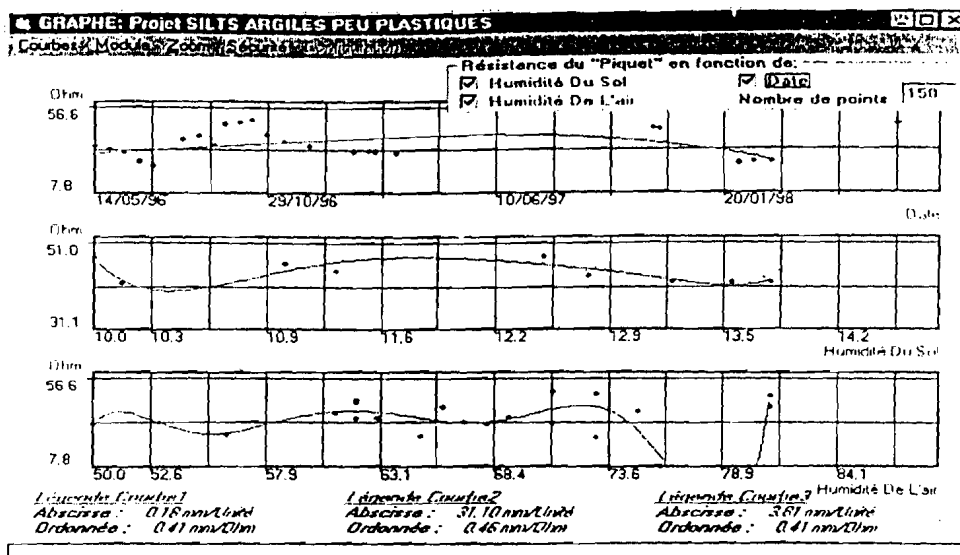 GRAPHE: Projet SILTS ARGILES PEU PLASTIQUES
Courbes Modules Zoom Sécurisé
Résistance du "Piquet" en fonction de:
Humidité Du Sol
Date
Humidité De L'air
Nombre de points 150
Ohm
56.6
7.8
14/05/96 29/10/96 10/06/97 20/01/98
Date
Ohm
51.0
31.1
10.0 10.3 10.9 11.6 12.2 12.9 13.5 14.2
Humidité Du Sol
Ohm
56.6
7.8
50.0 52.6 57.9 63.1 68.4 73.6 78.9 84.1
Humidité De L'air
Légende Courbe1 Légende Courbe2 Légende Courbe3
Abscisse : 0.16 mm/Unité Abscisse : 31.10 mm/Unité Abscisse : 3.81 mm/Unité
Ordonnée : 0.41 mm/Ohm Ordonnée : 0.46 mm/Ohm Ordonnée : 0.41 mm/Ohm